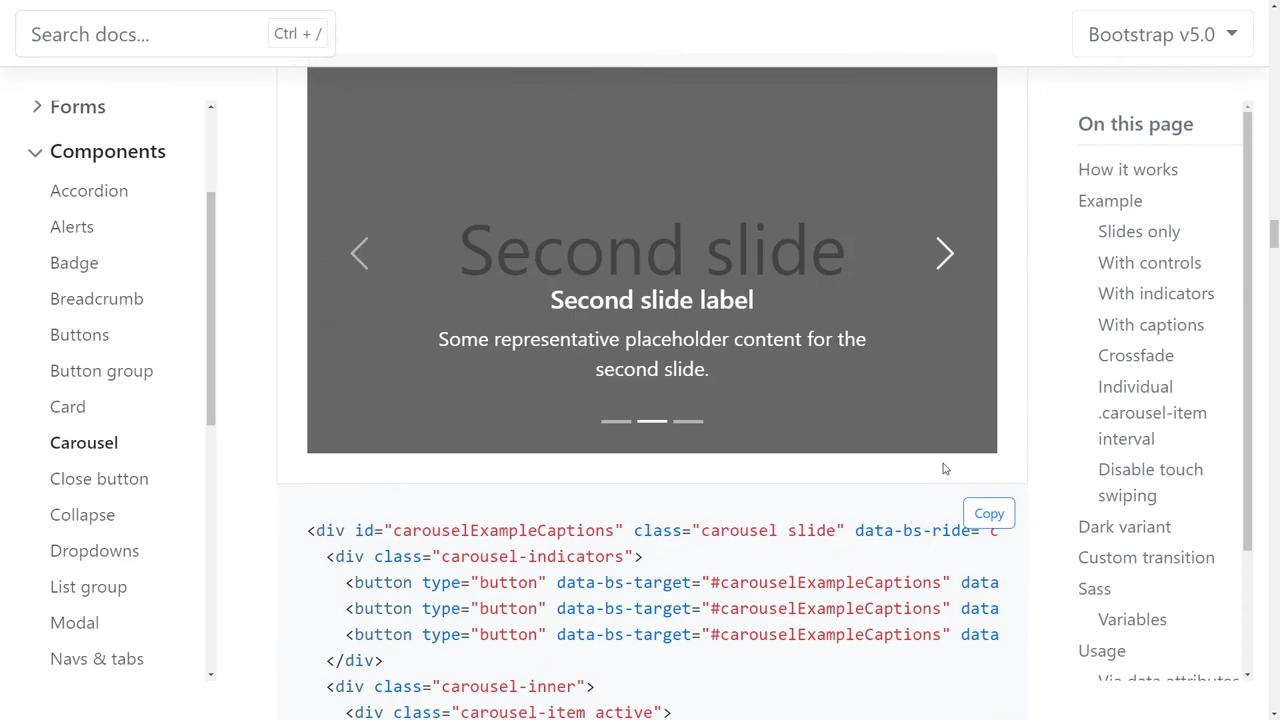 Search docs...
Ctrl + /
Bootstrap v5.0
Forms
Components
Accordion
Alerts
Badge
Breadcrumb
Buttons
Button group
Card
Carousel
Close button
Collapse
Dropdowns
List group
Modal
Navs & tabs
Second slide
Second slide label
Some representative placeholder content for the
second slide.
Copy
<div id="carouselExampleCaptions" class="carousel slide" data-bs-ride="c
<div class="carousel-indicators">
<button type="button" data-bs-target="#carouselExampleCaptions" data
<button type="button" data-bs-target="#carouselExampleCaptions" data
<button type="button" data-bs-target="#carouselExampleCaptions" data
</div>
<div class="carousel-inner">
<div class="carousel-item active">
On this page
How it works
Example
Slides only
With controls
With indicators
With captions
Crossfade
Individual
.carousel-item
interval
Disable touch
swiping
Dark variant
Custom transition
Sass
Variables
Usage
Via data attributes